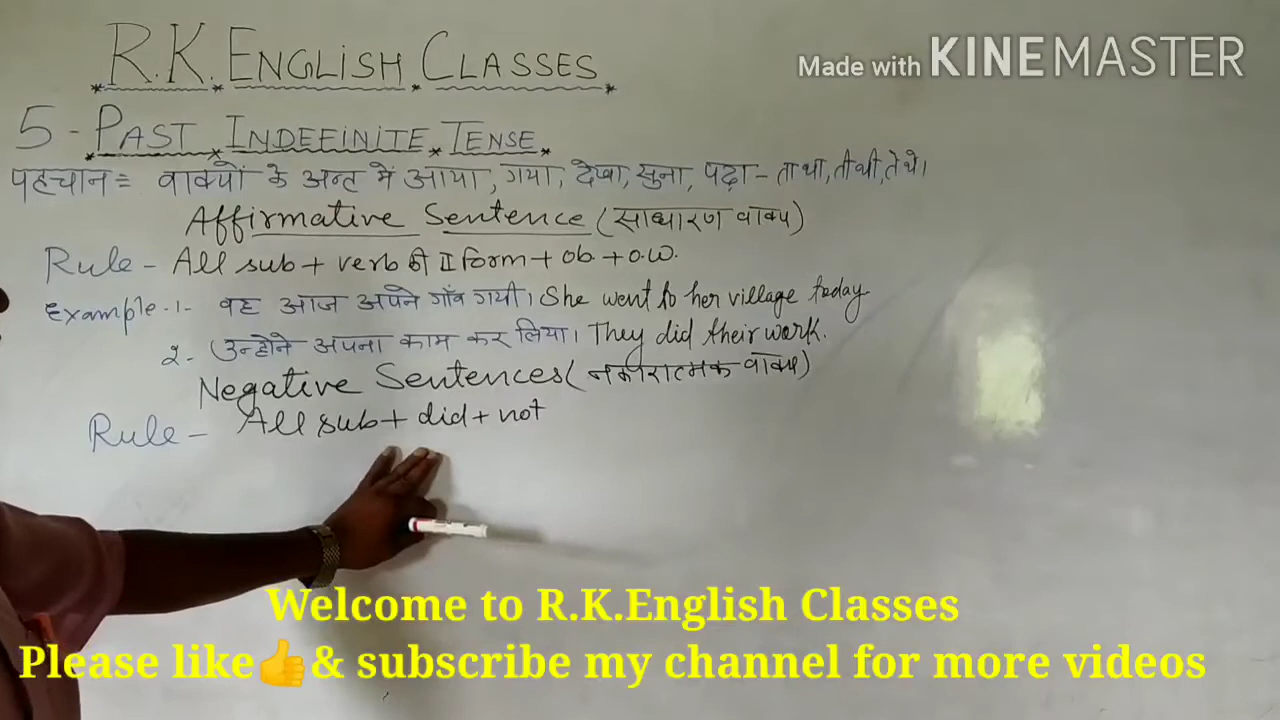 R.K. ENGLISH CLASSES
Made with KINEMASTER
5 - PAST INDEFINITE TENSE
पहचान = वाक्यों के अन्त में आया, गया, देखा, सुना, पढ़ा - ता था, ती थी, ते थे।
Affirmative Sentence (साधारण वाक्य)
Rule - All sub + verb की II form + ob. + o.w.
Example -1- वह आज अपने गाँव गयी। She went to her village today
2- उन्होने अपना काम कर लिया। They did their work.
Negative Sentences (नकारात्मक वाक्य)
Rule - All sub + did + not
Welcome to R.K.English Classes
Please like👍& subscribe my channel for more videos